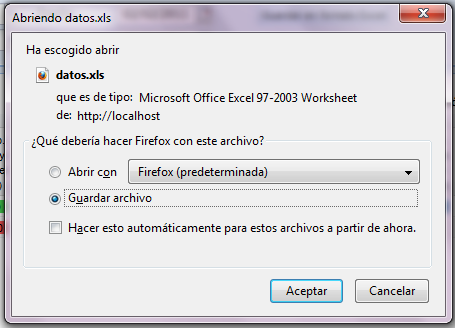 Abriendo datos.xls
Ha escogido abrir
datos.xls
que es de tipo: Microsoft Office Excel 97-2003 Worksheet
de: http://localhost
¿Qué debería hacer Firefox con este archivo?
Abrir con Firefox (predeterminada)
Guardar archivo
Hacer esto automáticamente para estos archivos a partir de ahora.
Aceptar Cancelar